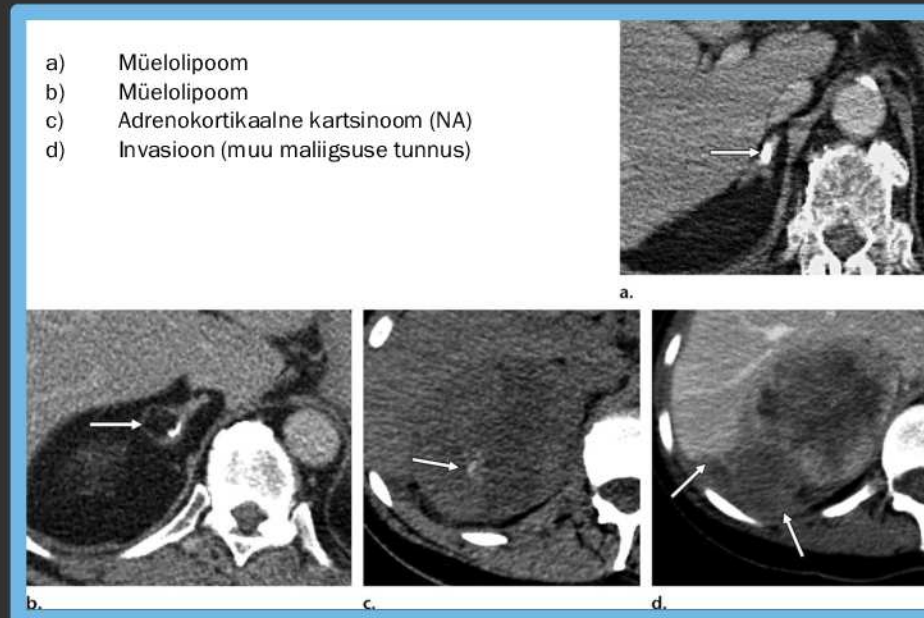 a) Müelolipoom
b) Müelolipoom
c) Adrenokortikaalne kartsinoom (NA)
d) Invasioon (muu maliigsuse tunnus)
a.
b.
c.
d.